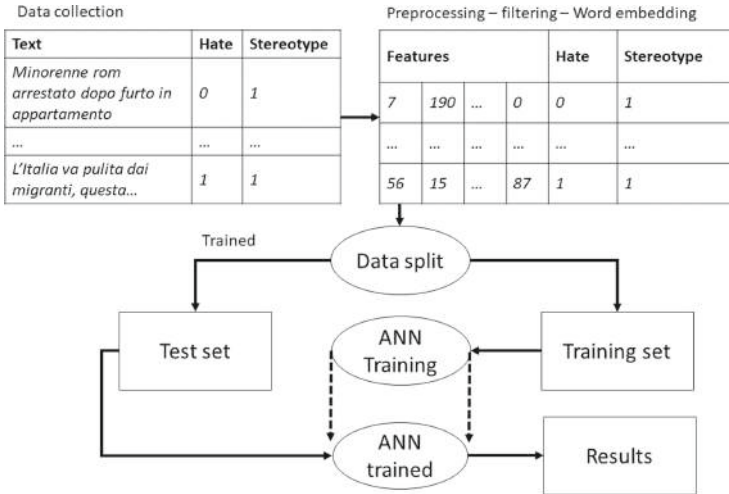 Data collection
Preprocessing – filtering – Word embedding
Text Hate Stereotype
Minorenne rom
arrestato dopo furto in
appartamento
0 1
... ... ...
L'Italia va pulita dai
migranti, questa...
1 1
Features Hate Stereotype
7 190 ... 0 0 1
... ... ... ... ... ...
56 15 ... 87 1 1
Trained
Data split
Test set
ANN
Training
Training set
ANN
trained
Results